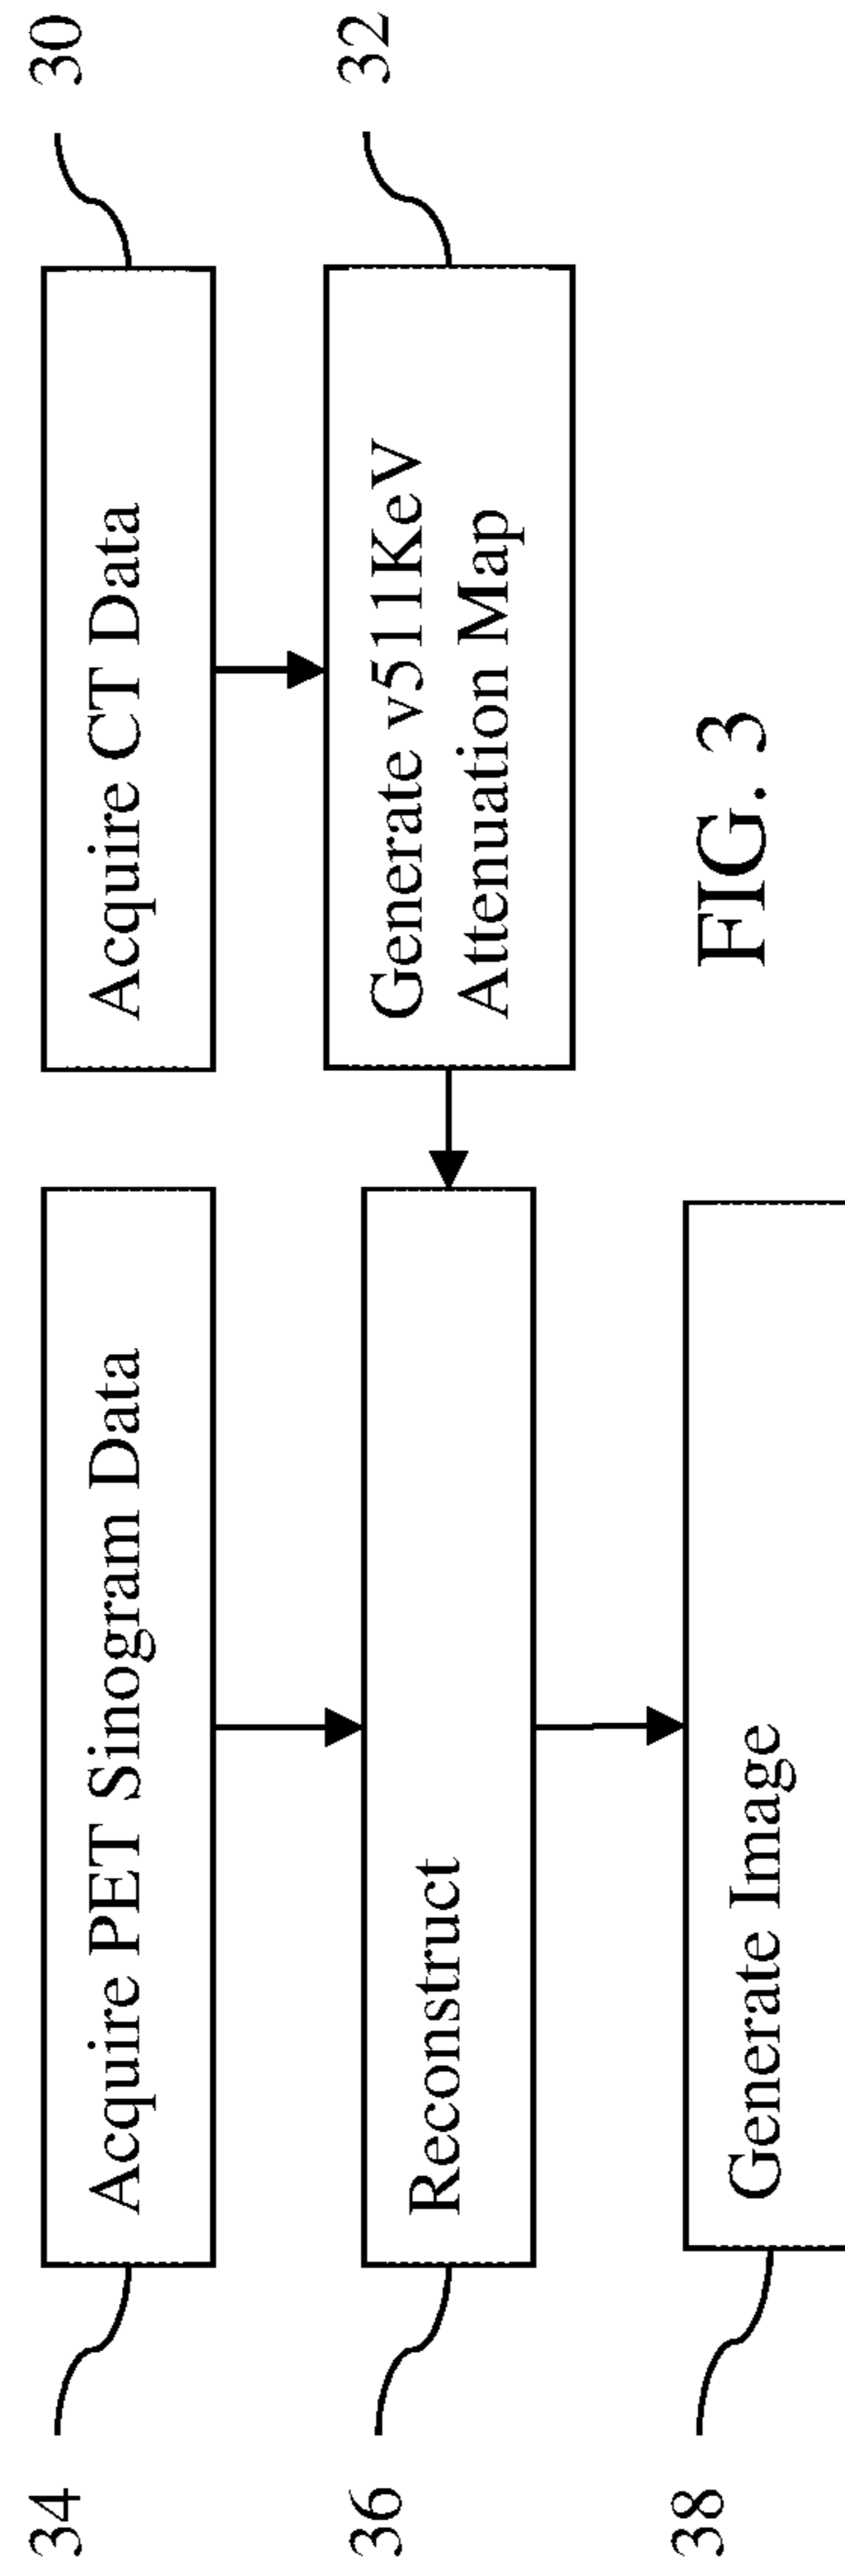 34
Acquire PET Sinogram Data
Acquire CT Data
30
36
Reconstruct
Generate v511KeV
Attenuation Map
32
38
Generate Image
FIG. 3